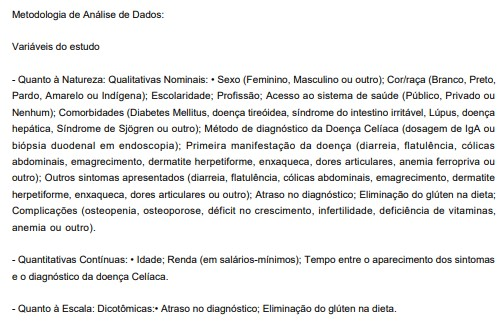 Metodologia de Análise de Dados:
Variáveis do estudo
- Quanto à Natureza: Qualitativas Nominais: • Sexo (Feminino, Masculino ou outro); Cor/raça (Branco, Preto,
Pardo, Amarelo ou Indígena); Escolaridade; Profissão; Acesso ao sistema de saúde (Público, Privado ou
Nenhum); Comorbidades (Diabetes Mellitus, doença tireóidea, síndrome do intestino irritável, Lúpus, doença
hepática, Síndrome de Sjögren ou outro); Método de diagnóstico da Doença Celíaca (dosagem de IgA ou
biópsia duodenal em endoscopia); Primeira manifestação da doença (diarreia, flatulência, cólicas
abdominais, emagrecimento, dermatite herpetiforme, enxaqueca, dores articulares, anemia ferropriva ou
outro); Outros sintomas apresentados (diarreia, flatulência, cólicas abdominais, emagrecimento, dermatite
herpetiforme, enxaqueca, dores articulares ou outro); Atraso no diagnóstico; Eliminação do glúten na dieta;
Complicações (osteopenia, osteoporose, déficit no crescimento, infertilidade, deficiência de vitaminas,
anemia ou outro).
- Quantitativas Contínuas: • Idade; Renda (em salários-mínimos); Tempo entre o aparecimento dos sintomas
e o diagnóstico da doença Celíaca.
- Quanto à Escala: Dicotômicas:• Atraso no diagnóstico; Eliminação do glúten na dieta.